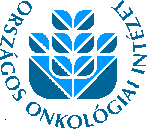 ORSZÁGOS ONKOLÓGIAI INTÉZET